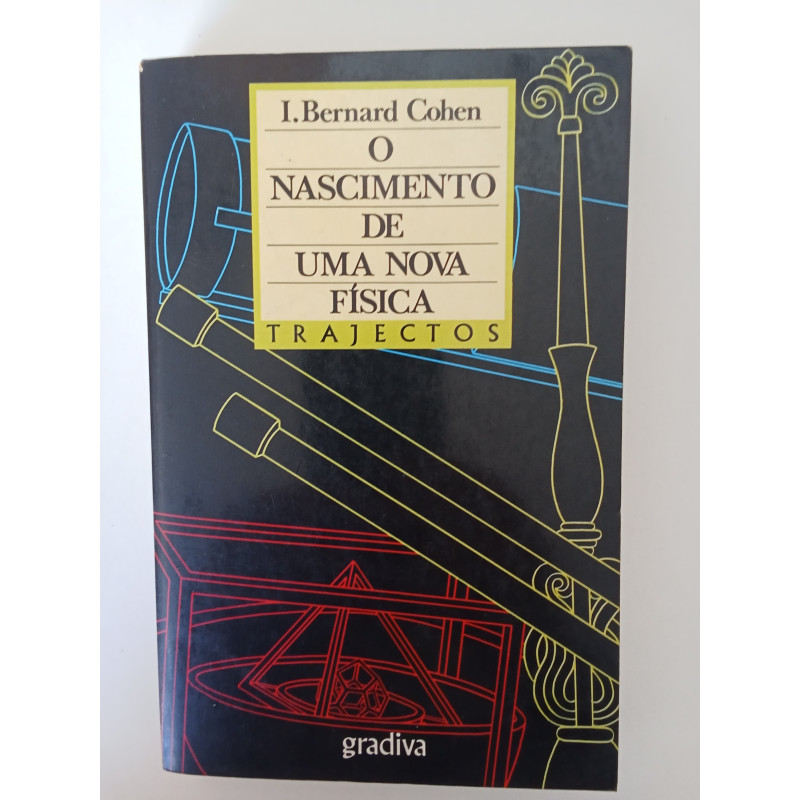 I. Bernard Cohen
O
NASCIMENTO
DE
UMA NOVA
FÍSICA
TRAJECTOS
gradiva